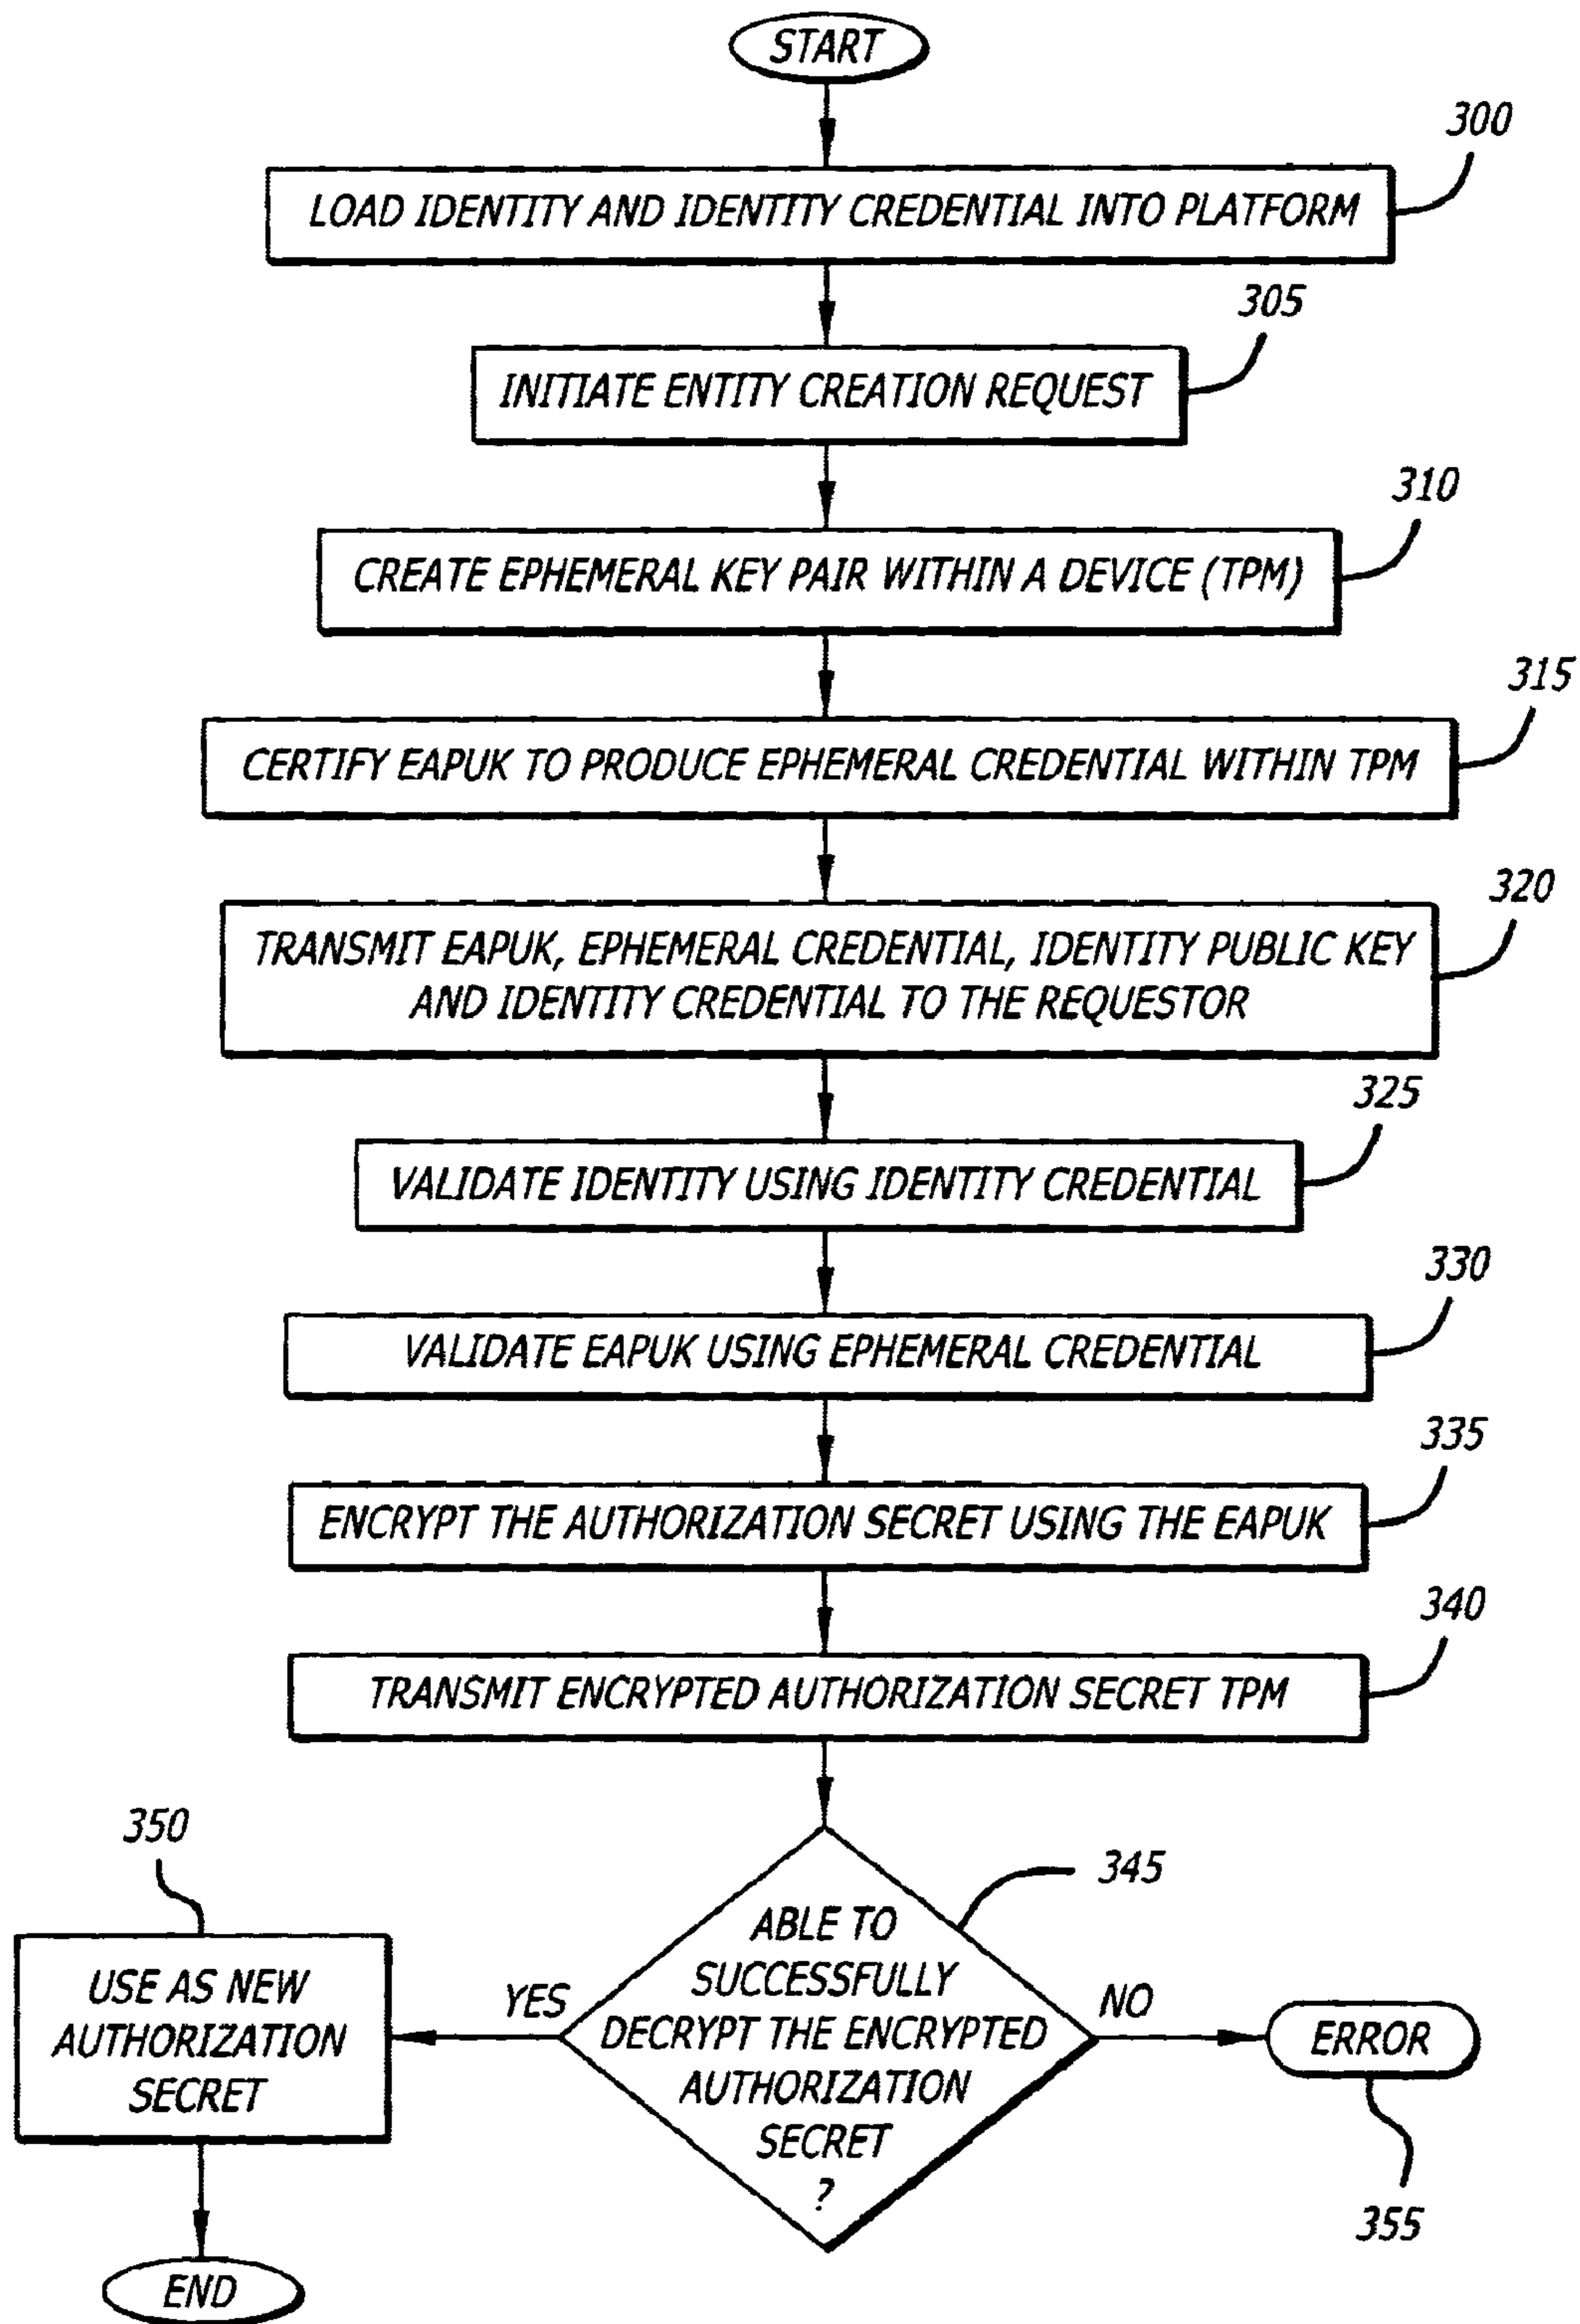 START
300
LOAD IDENTITY AND IDENTITY CREDENTIAL INTO PLATFORM
305
INITIATE ENTITY CREATION REQUEST
310
CREATE EPHEMERAL KEY PAIR WITHIN A DEVICE (TPM)
315
CERTIFY EAPUK TO PRODUCE EPHEMERAL CREDENTIAL WITHIN TPM
320
TRANSMIT EAPUK, EPHEMERAL CREDENTIAL, IDENTITY PUBLIC KEY
AND IDENTITY CREDENTIAL TO THE REQUESTOR
325
VALIDATE IDENTITY USING IDENTITY CREDENTIAL
330
VALIDATE EAPUK USING EPHEMERAL CREDENTIAL
335
ENCRYPT THE AUTHORIZATION SECRET USING THE EAPUK
340
TRANSMIT ENCRYPTED AUTHORIZATION SECRET TPM
345
ABLE TO
SUCCESSFULLY
DECRYPT THE ENCRYPTED
AUTHORIZATION
SECRET
?
YES
350
USE AS NEW
AUTHORIZATION
SECRET
NO
ERROR
355
END